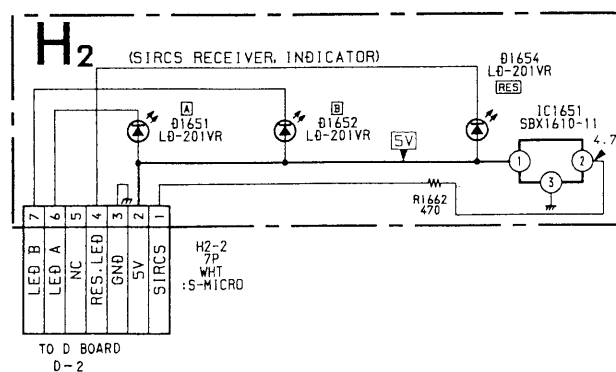 H2
(SIRCS RECEIVER, INDICATOR)
D1654
LD-201VR
RES
A
D1651
LD-201VR
B
D1652
LD-201VR
5V
IC1651
SBX1610-11
4.7
1
2
3
R1662
470
7 6 5 4 3 2 1
LED B
LED A
NC
RES.LED
GND
5V
SIRCS
H2-2
7P
WHT
:S-MICRO
TO D BOARD
D-2